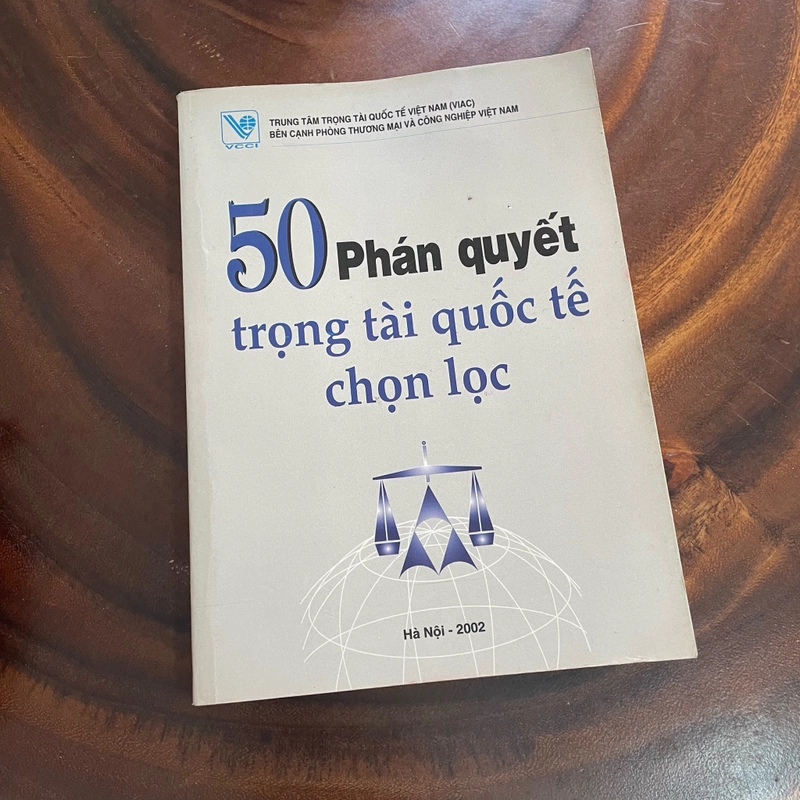 VCCI
TRUNG TÂM TRỌNG TÀI QUỐC TẾ VIỆT NAM (VIAC)
BÊN CẠNH PHÒNG THƯƠNG MẠI VÀ CÔNG NGHIỆP VIỆT NAM
50 Phán quyết
trọng tài quốc tế
chọn lọc
Hà Nội - 2002